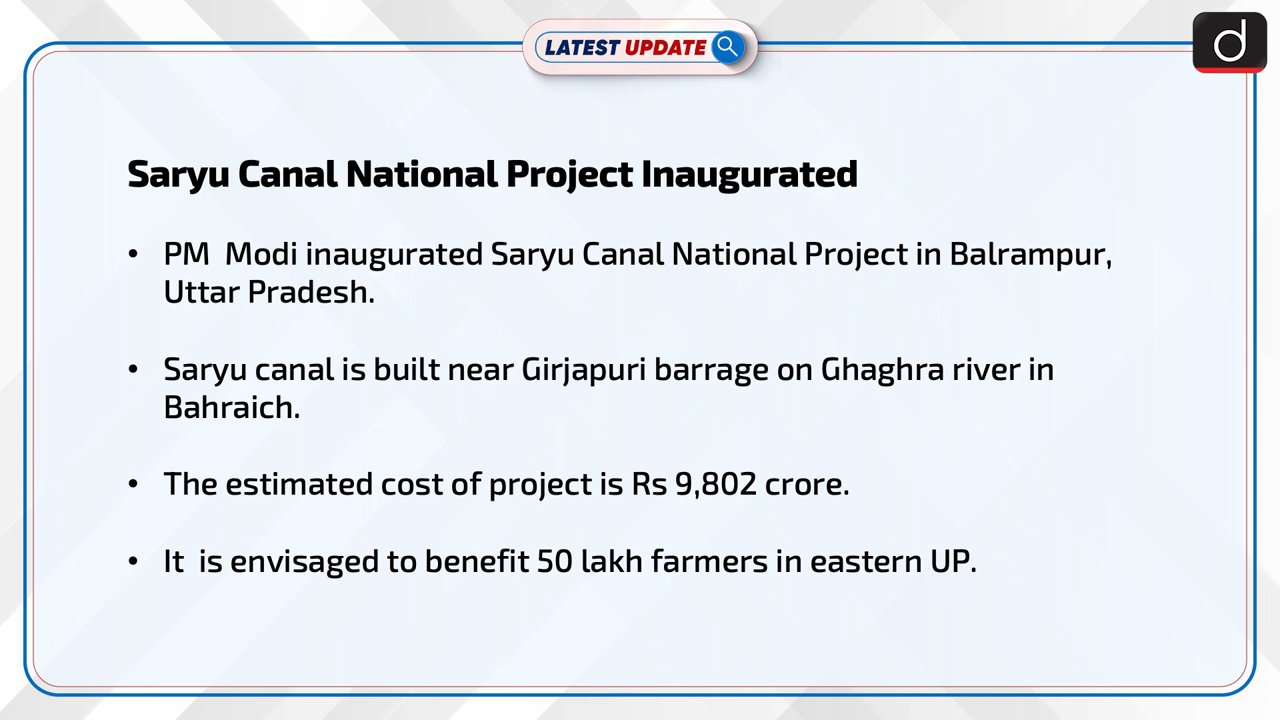 LATEST UPDATE
d
Saryu Canal National Project Inaugurated
• PM  Modi inaugurated Saryu Canal National Project in Balrampur,
Uttar Pradesh.
• Saryu canal is built near Girjapuri barrage on Ghaghra river in
Bahraich.
• The estimated cost of project is Rs 9,802 crore.
• It  is envisaged to benefit 50 lakh farmers in eastern UP.